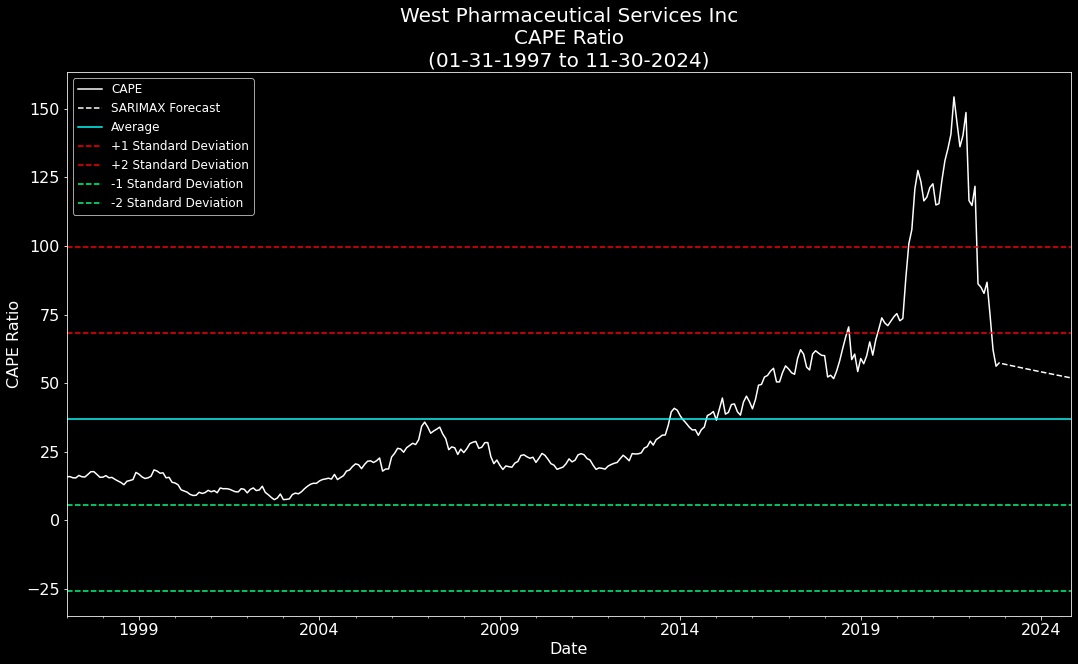 West Pharmaceutical Services Inc
CAPE Ratio
(01-31-1997 to 11-30-2024)
CAPE
SARIMAX Forecast
Average
+1 Standard Deviation
+2 Standard Deviation
-1 Standard Deviation
-2 Standard Deviation
CAPE Ratio
150
125
100
75
50
25
0
−25
1999
2004
2009
2014
2019
2024
Date